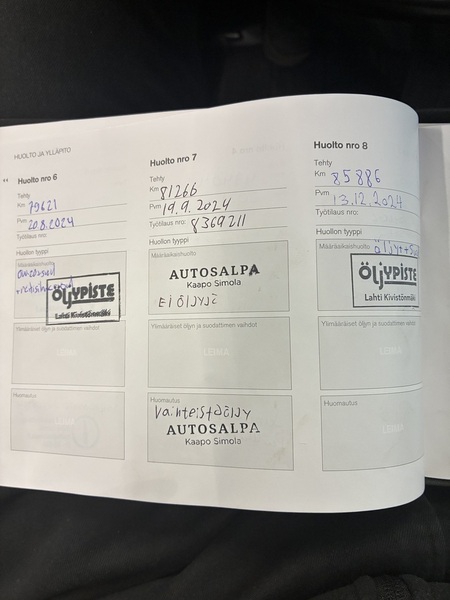 HUOLTO JA YLLÄPITO
Huolto nro 6
Tehty
Km 79621
Pvm 20.8.2024
Työtilaus nro:
Huollon tyyppi
Määräaikaishuolto
ÖLJYPISTE
Lahti Kivistönmäki
Ylimääräiset öljyn ja suodattimen vaihdot
LEIMA
Huomautus
Huolto nro 7
Tehty
Km 81266
Pvm 19.9.2024
Työtilaus nro: 8369211
Huollon tyyppi
Määräaikaishuolto
AUTOSALPA
Kaapo Simola
EI ÖLJYJÄ
Ylimääräiset öljyn ja suodattimen vaihdot
LEIMA
Huomautus
Vaihteistoöljy
AUTOSALPA
Kaapo Simola
Huolto nro 8
Tehty
Km 85886
Pvm 13.12.2024
Työtilaus nro:
Huollon tyyppi
Määräaikaishuolto
ÖLJYPISTE
Lahti Kivistönmäki
Ylimääräiset öljyn ja suodattimen vaihdot
LEIMA
Huomautus
LEIMA